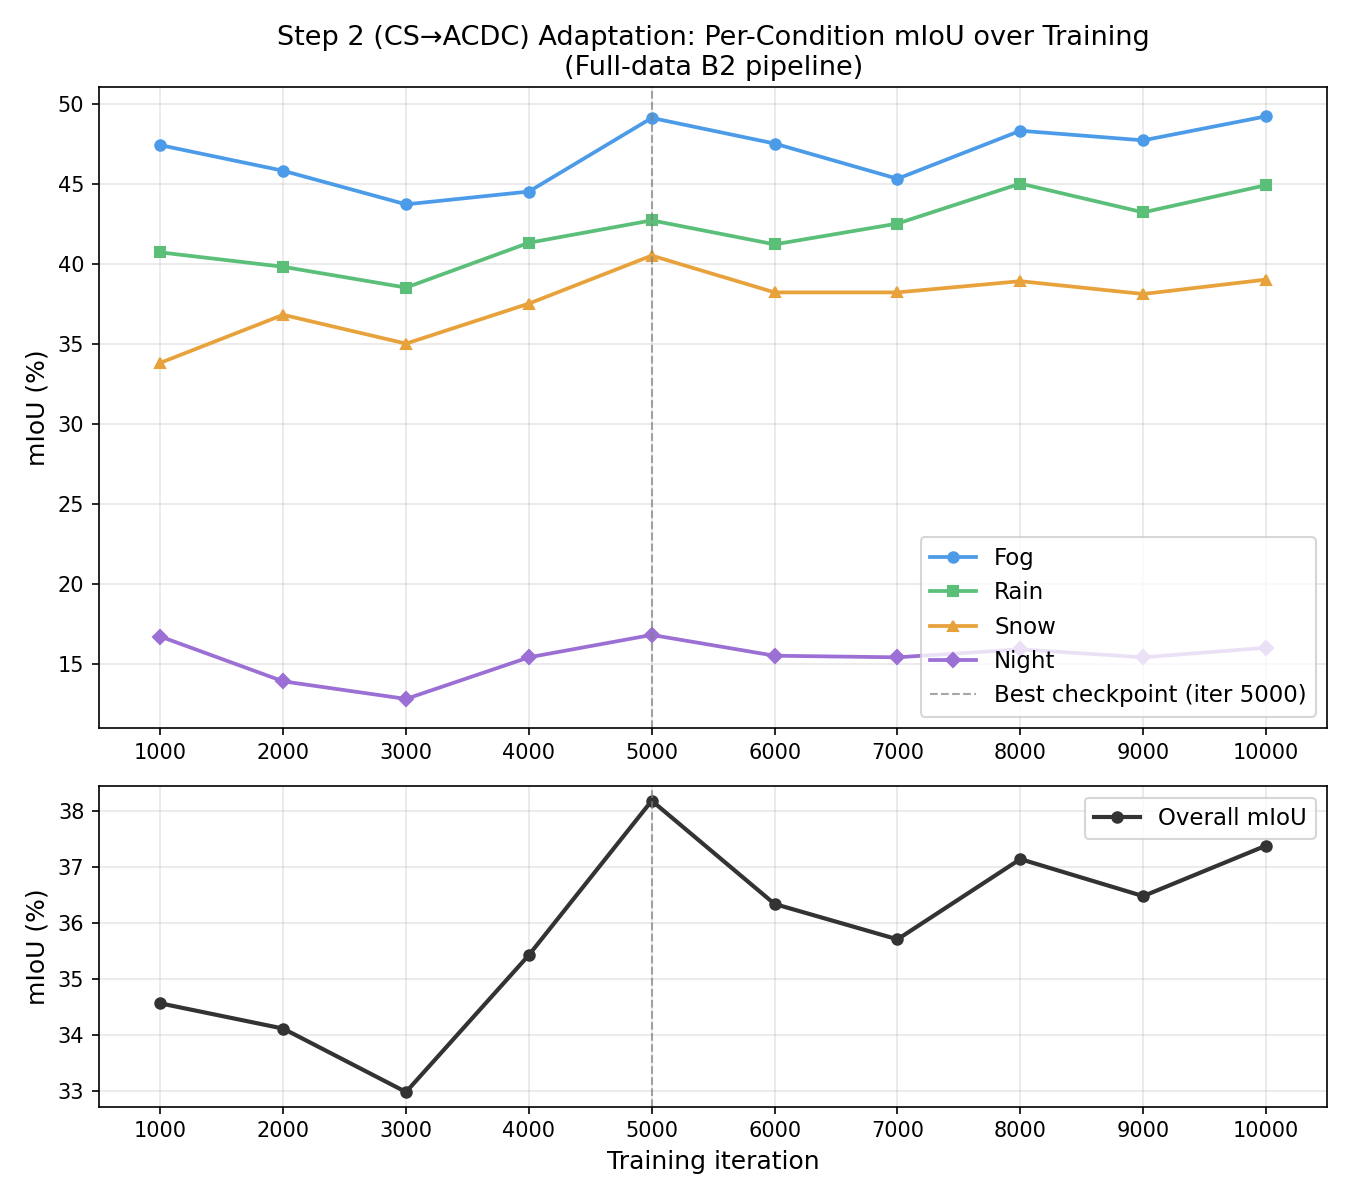 Step 2 (CS→ACDC) Adaptation: Per-Condition mIoU over Training
(Full-data B2 pipeline)
mIoU (%)
50
45
40
35
30
25
20
15
Fog
Rain
Snow
Night
Best checkpoint (iter 5000)
1000 2000 3000 4000 5000 6000 7000 8000 9000 10000
mIoU (%)
38
37
36
35
34
33
Overall mIoU
1000 2000 3000 4000 5000 6000 7000 8000 9000 10000
Training iteration